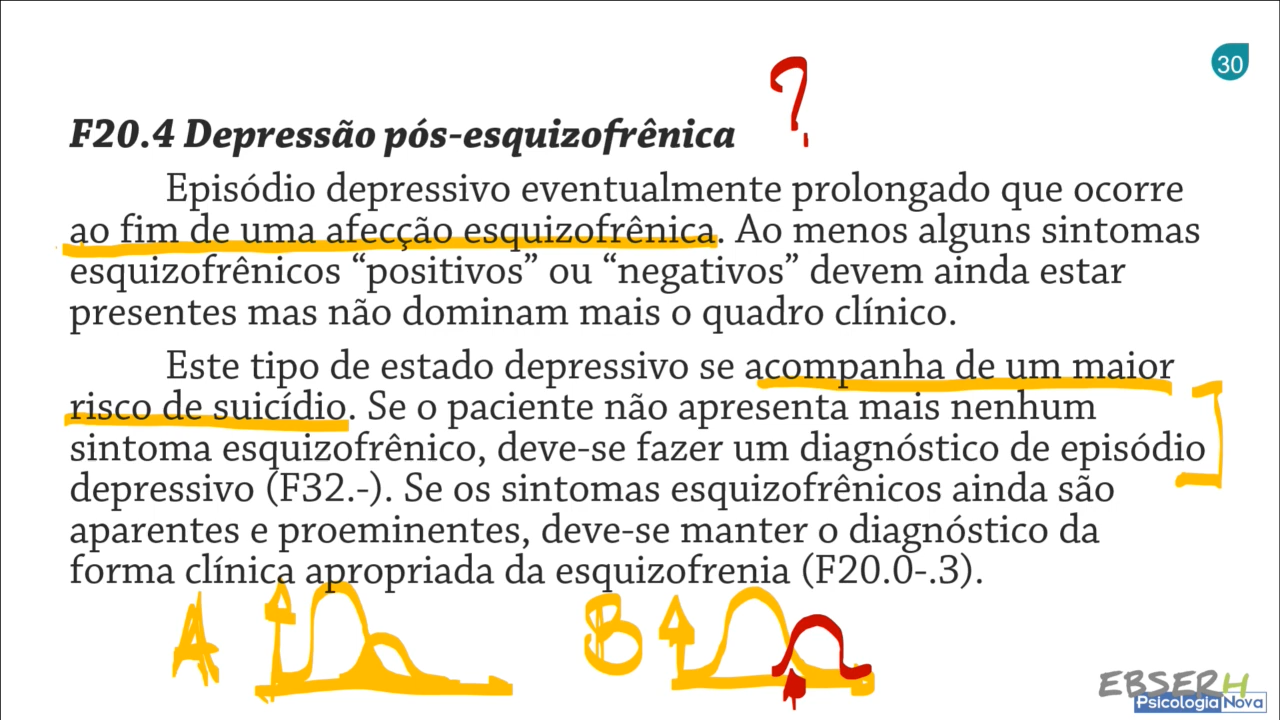 30
?
F20.4 Depressão pós-esquizofrênica
Episódio depressivo eventualmente prolongado que ocorre
ao fim de uma afecção esquizofrênica. Ao menos alguns sintomas
esquizofrênicos “positivos” ou “negativos” devem ainda estar
presentes mas não dominam mais o quadro clínico.
Este tipo de estado depressivo se acompanha de um maior
risco de suicídio. Se o paciente não apresenta mais nenhum
sintoma esquizofrênico, deve-se fazer um diagnóstico de episódio
depressivo (F32.-). Se os sintomas esquizofrênicos ainda são
aparentes e proeminentes, deve-se manter o diagnóstico da
forma clínica apropriada da esquizofrenia (F20.0-.3).
A B
EBSERH
Psicologia Nova